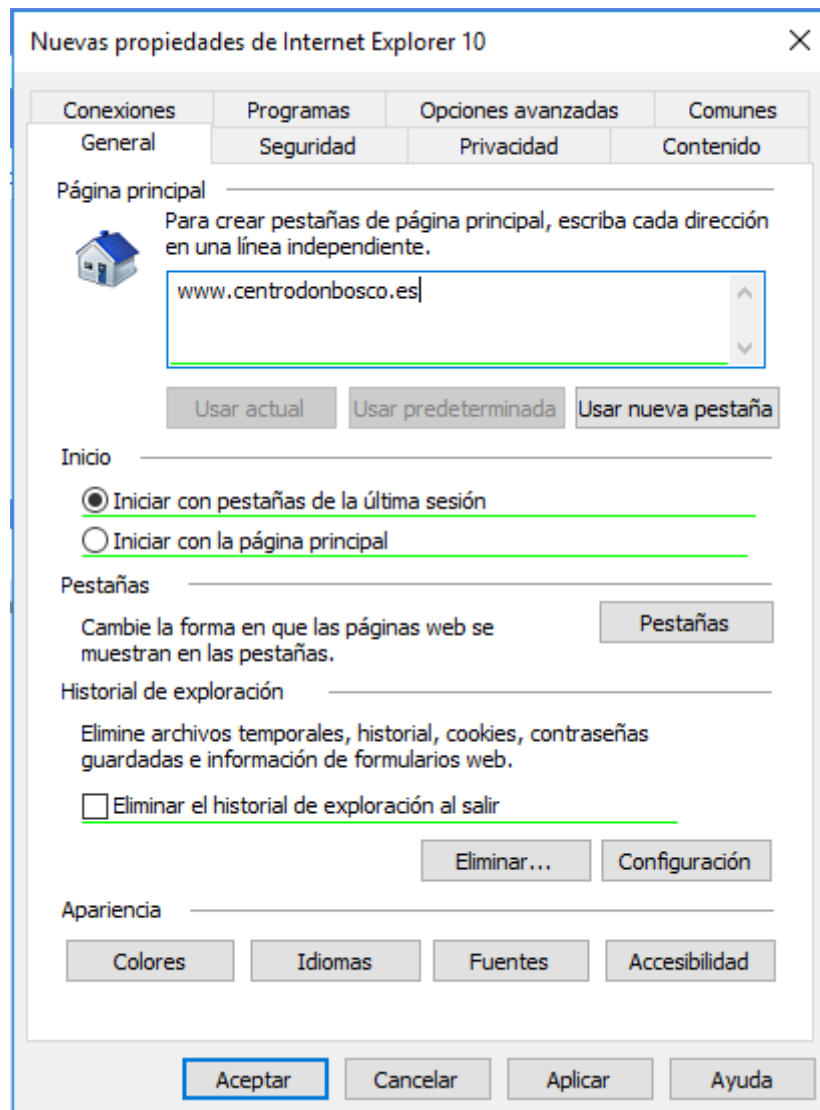 Nuevas propiedades de Internet Explorer 10
Conexiones Programas Opciones avanzadas Comunes
General Seguridad Privacidad Contenido
Página principal
Para crear pestañas de página principal, escriba cada dirección
en una línea independiente.
www.centrodonbosco.es
Usar actual Usar predeterminada Usar nueva pestaña
Inicio
Iniciar con pestañas de la última sesión
Iniciar con la página principal
Pestañas
Cambie la forma en que las páginas web se
muestran en las pestañas.
Pestañas
Historial de exploración
Elimine archivos temporales, historial, cookies, contraseñas
guardadas e información de formularios web.
Eliminar el historial de exploración al salir
Eliminar... Configuración
Apariencia
Colores Idiomas Fuentes Accesibilidad
Aceptar Cancelar Aplicar Ayuda